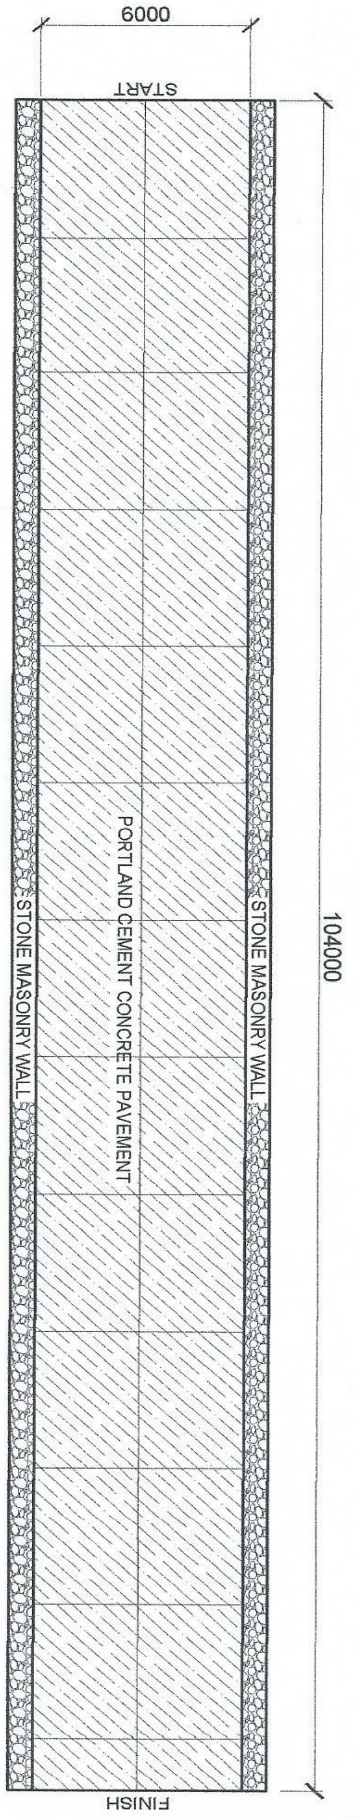 6000
START
104000
STONE MASONRY WALL
PORTLAND CEMENT CONCRETE PAVEMENT
STONE MASONRY WALL
FINISH